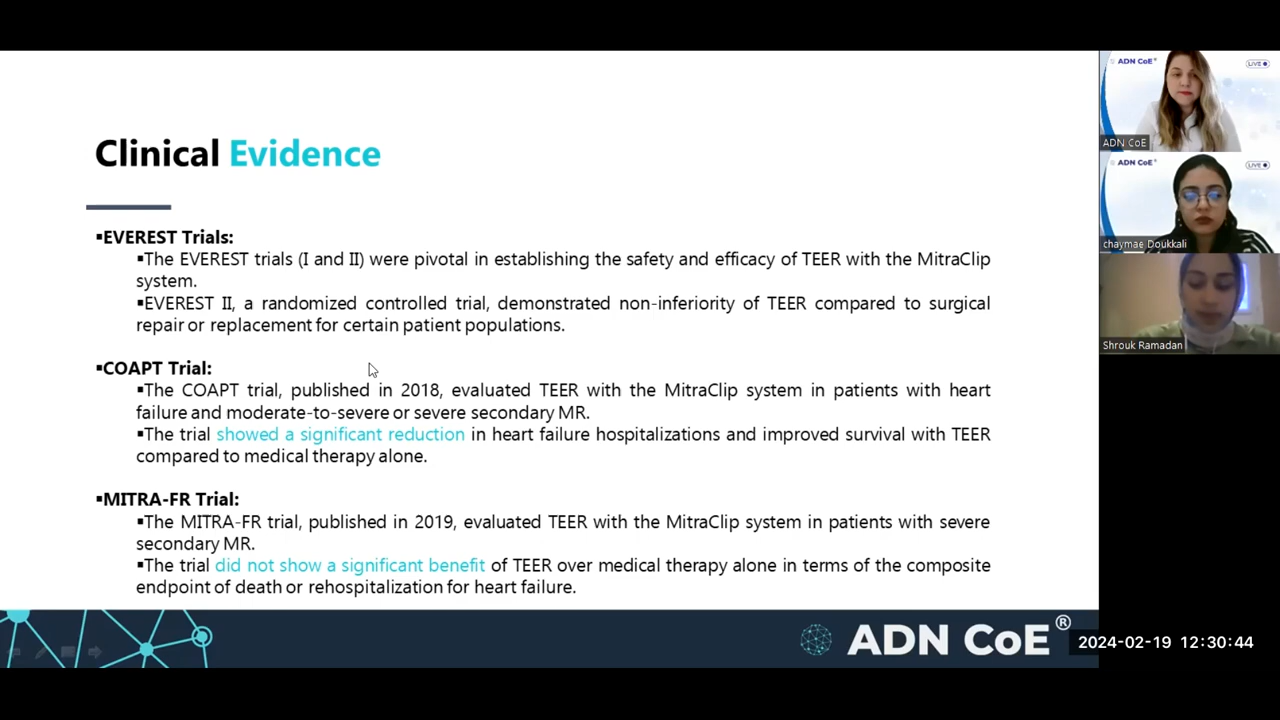 Clinical Evidence
▪EVEREST Trials:
▪The EVEREST trials (I and II) were pivotal in establishing the safety and efficacy of TEER with the MitraClip
system.
▪EVEREST II, a randomized controlled trial, demonstrated non-inferiority of TEER compared to surgical
repair or replacement for certain patient populations.
▪COAPT Trial:
▪The COAPT trial, published in 2018, evaluated TEER with the MitraClip system in patients with heart
failure and moderate-to-severe or severe secondary MR.
▪The trial showed a significant reduction in heart failure hospitalizations and improved survival with TEER
compared to medical therapy alone.
▪MITRA-FR Trial:
▪The MITRA-FR trial, published in 2019, evaluated TEER with the MitraClip system in patients with severe
secondary MR.
▪The trial did not show a significant benefit of TEER over medical therapy alone in terms of the composite
endpoint of death or rehospitalization for heart failure.
ADN CoE®
ADN CoE LIVE
ADN CoE
ADN CoE LIVE
chaymae Doukkali
Shrouk Ramadan
2024-02-19 12:30:44